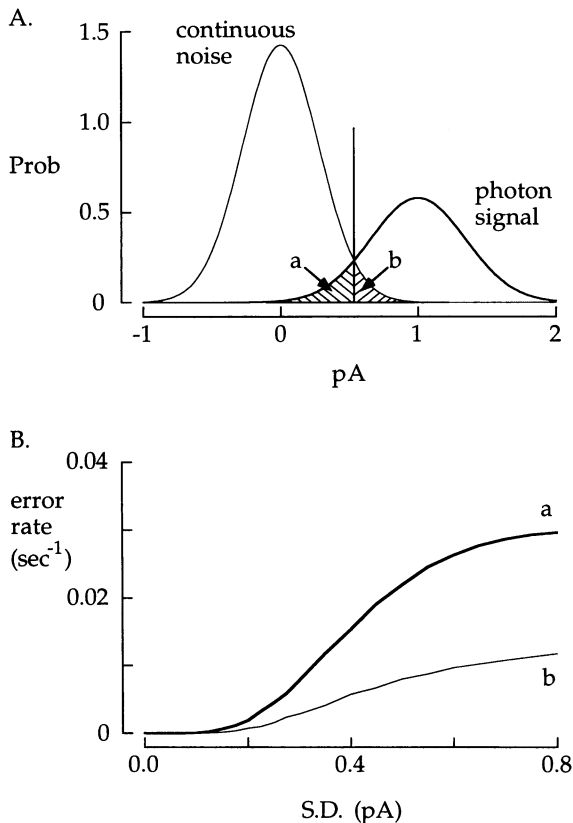 A.
continuous
noise
1.5
1.0
Prob
0.5
0
photon
signal
a
b
-1
0
1
2
pA
B.
0.04
error
rate
(sec⁻¹)
0.02
0
a
b
0.0
0.4
0.8
S.D. (pA)